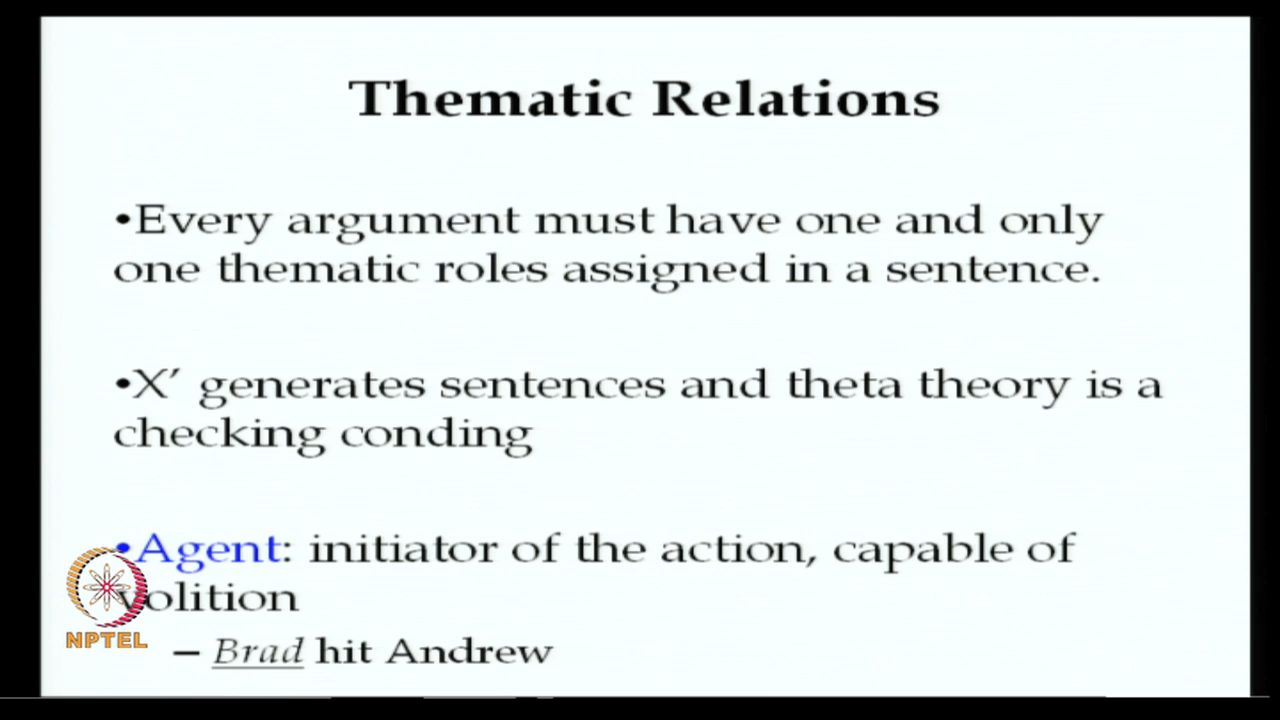 Thematic Relations
•Every argument must have one and only
one thematic roles assigned in a sentence.
•X′ generates sentences and theta theory is a
checking conding
•Agent: initiator of the action, capable of
volition
– Brad hit Andrew
NPTEL